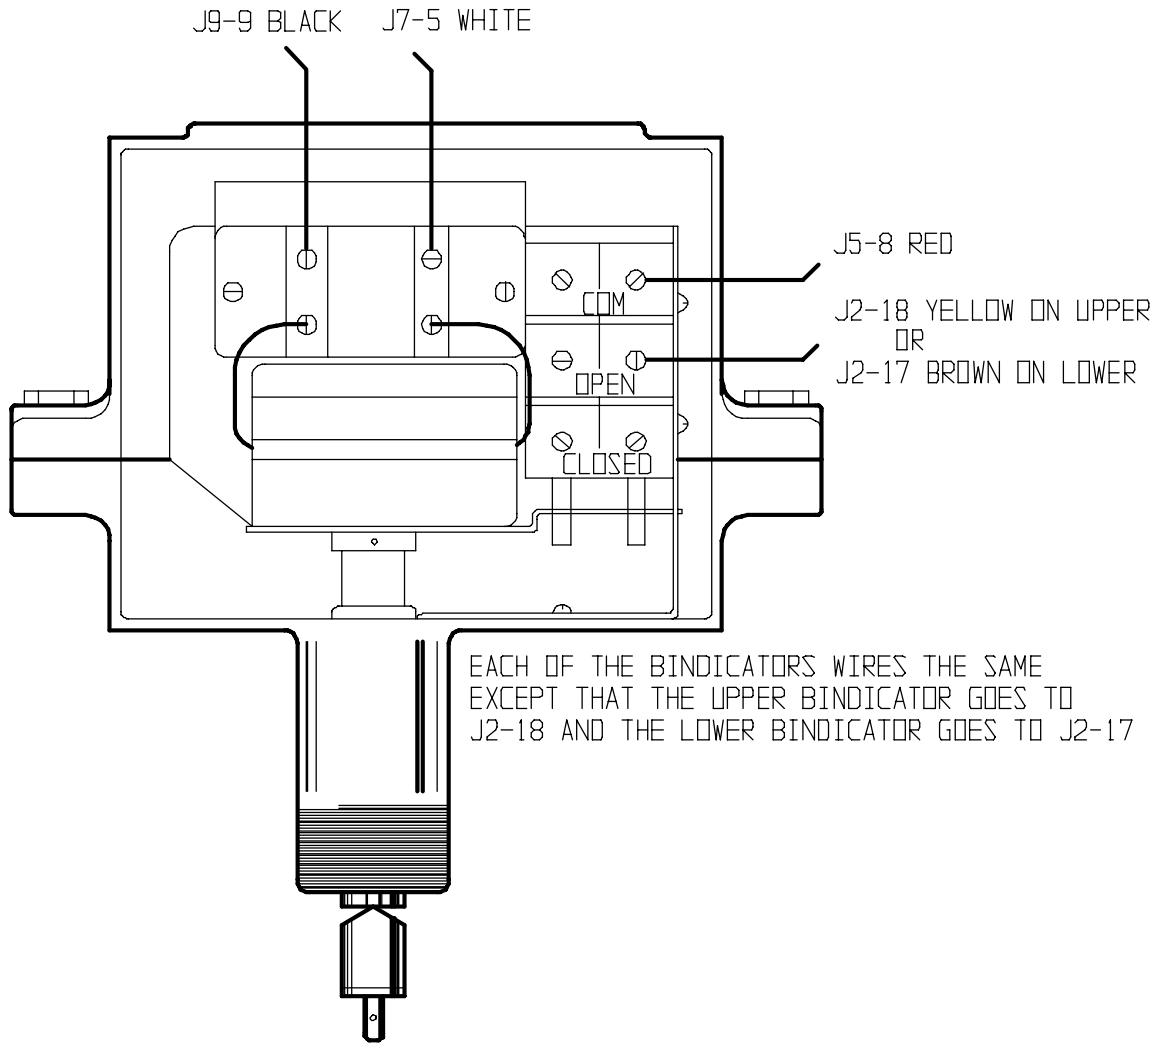 J9-9 BLACK
J7-5 WHITE
J5-8 RED
COM
J2-18 YELLOW ON UPPER
OR
J2-17 BROWN ON LOWER
OPEN
CLOSED
EACH OF THE BINDICATORS WIRES THE SAME
EXCEPT THAT THE UPPER BINDICATOR GOES TO
J2-18 AND THE LOWER BINDICATOR GOES TO J2-17